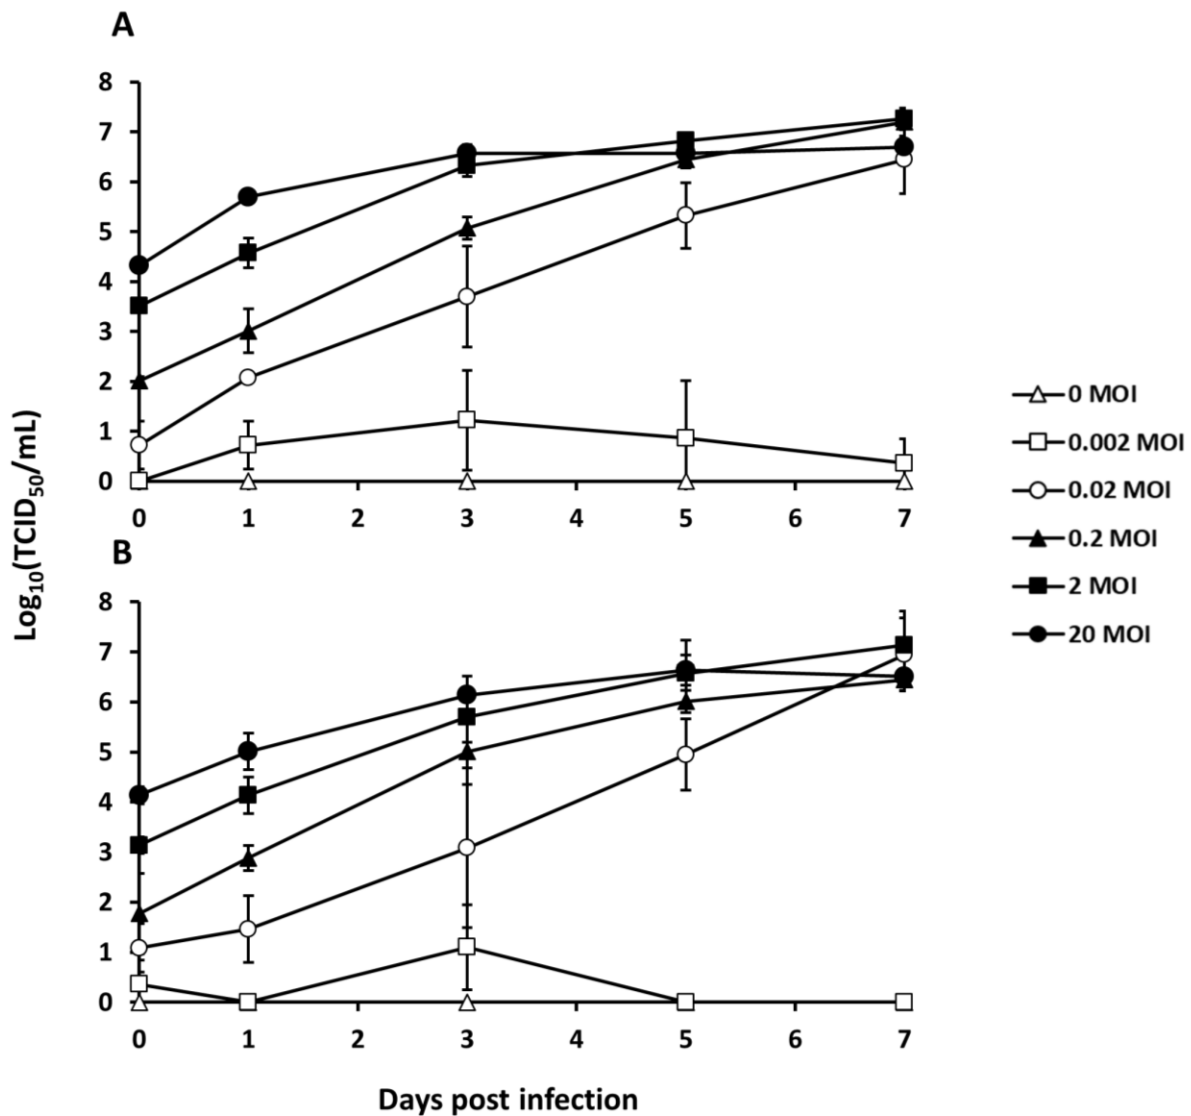 A
8
7
6
5
4
3
2
1
0
0 1 2 3 4 5 6 7
B
8
7
6
5
4
3
2
1
0
0 1 2 3 4 5 6 7
Log₁₀(TCID₅₀/mL)
Days post infection
0 MOI
0.002 MOI
0.02 MOI
0.2 MOI
2 MOI
20 MOI